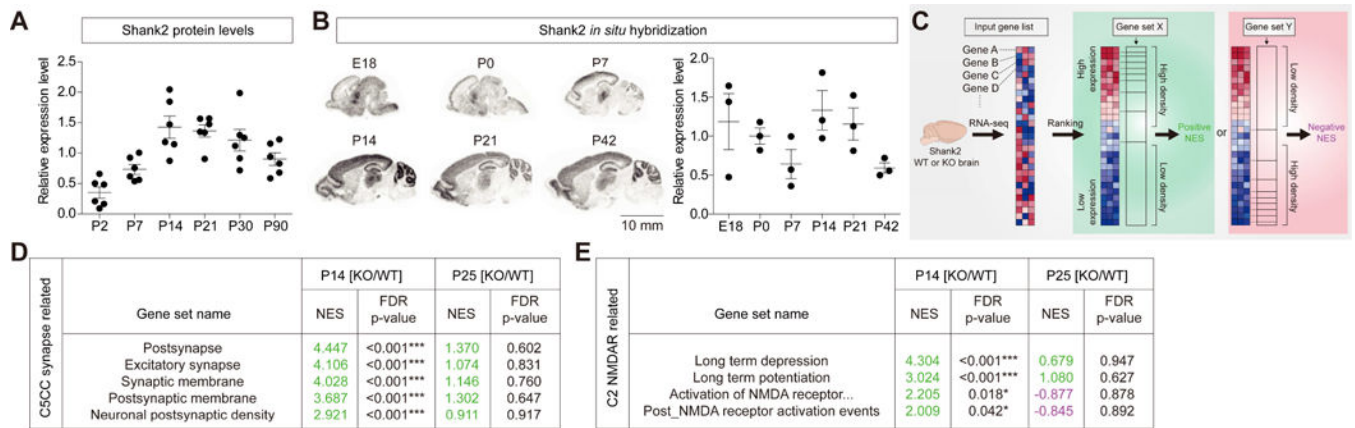 A
Shank2 protein levels
Relative expression level
2.5
2.0
1.5
1.0
0.5
0.0
P2 P7 P14 P21 P30 P90
B
Shank2 in situ hybridization
E18 P0 P7
P14 P21 P42
10 mm
Relative expression level
2.0
1.5
1.0
0.5
0.0
E18 P0 P7 P14 P21 P42
C
Input gene list
Gene A
Gene B
Gene C
Gene D
Shank2
WT or KO brain
RNA-seq
Ranking
Gene set X
High expression
Low expression
High density
Low density
Positive
NES
or
Gene set Y
Low density
High density
Negative
NES
D
C5CC synapse related
P14 [KO/WT] P25 [KO/WT]
Gene set name NES FDR p-value NES FDR p-value
Postsynapse 4.447 <0.001*** 1.370 0.602
Excitatory synapse 4.106 <0.001*** 1.074 0.831
Synaptic membrane 4.028 <0.001*** 1.146 0.760
Postsynaptic membrane 3.687 <0.001*** 1.302 0.647
Neuronal postsynaptic density 2.921 <0.001*** 0.911 0.917
E
C2 NMDAR related
P14 [KO/WT] P25 [KO/WT]
Gene set name NES FDR p-value NES FDR p-value
Long term depression 4.304 <0.001*** 0.679 0.947
Long term potentiation 3.024 <0.001*** 1.080 0.627
Activation of NMDA receptor... 2.205 0.018* -0.877 0.878
Post_NMDA receptor activation events 2.009 0.042* -0.845 0.892